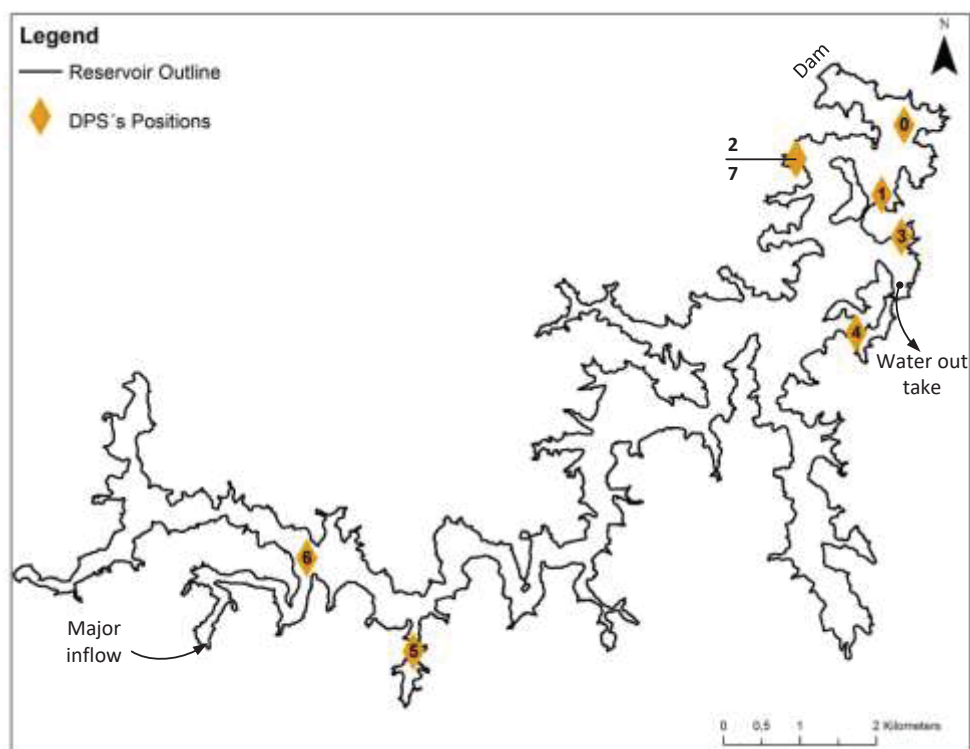 Legend
Reservoir Outline
DPS´s Positions
N
Dam
0
2
7
1
3
4
Water out
take
6
5
Major
inflow
0 0,5 1 2 Kilometers